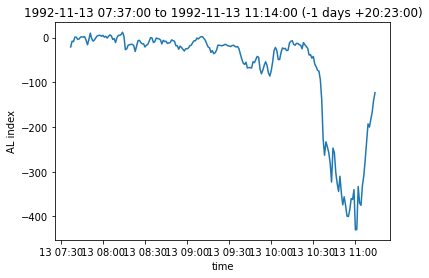 1992-11-13 07:37:00 to 1992-11-13 11:14:00 (-1 days +20:23:00)
0
−100
−200
−300
−400
AL index
13 07:30 13 08:00 13 08:30 13 09:00 13 09:30 13 10:00 13 10:30 13 11:00
time